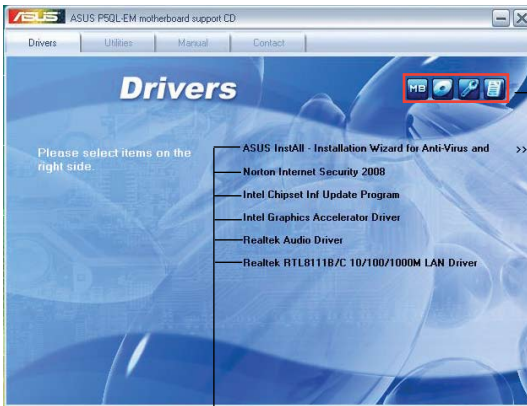 ASUS ASUS P5QL-EM motherboard support CD
Drivers Utilities Manual Contact
Drivers
MB
Please select items on the
right side.
ASUS InstAll - Installation Wizard for Anti-Virus and >>
Norton Internet Security 2008
Intel Chipset Inf Update Program
Intel Graphics Accelerator Driver
Realtek Audio Driver
Realtek RTL8111B/C 10/100/1000M LAN Driver